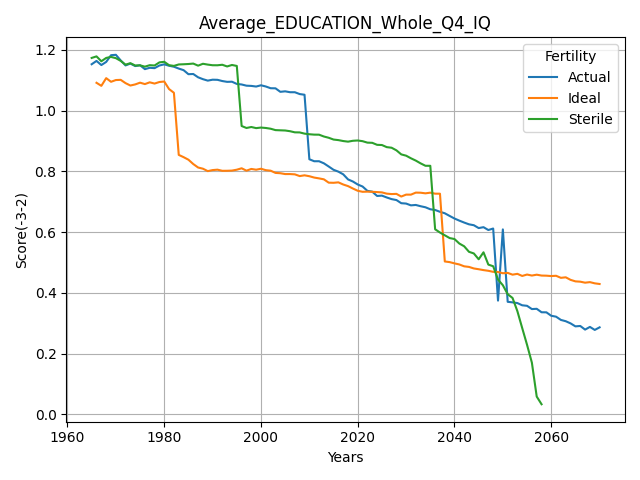 Average_EDUCATION_Whole_Q4_IQ
Fertility
Actual
Ideal
Sterile
Score(-3-2)
1.2
1.0
0.8
0.6
0.4
0.2
0.0
1960
1980
2000
2020
2040
2060
Years